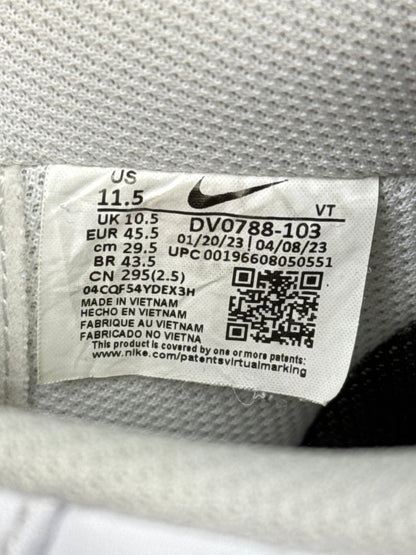 US
11.5
VT
UK 10.5
DV0788-103
EUR 45.5
01/20/23 | 04/08/23
cm 29.5
UPC 00196608050551
BR 43.5
CN 295(2.5)
04CQF54YDEX3H
MADE IN VIETNAM
HECHO EN VIETNAM
FABRIQUE AU VIETNAM
FABRICADO NO VIETNA
This product is covered by one or more patents:
www.nike.com/patentsvirtualmarking